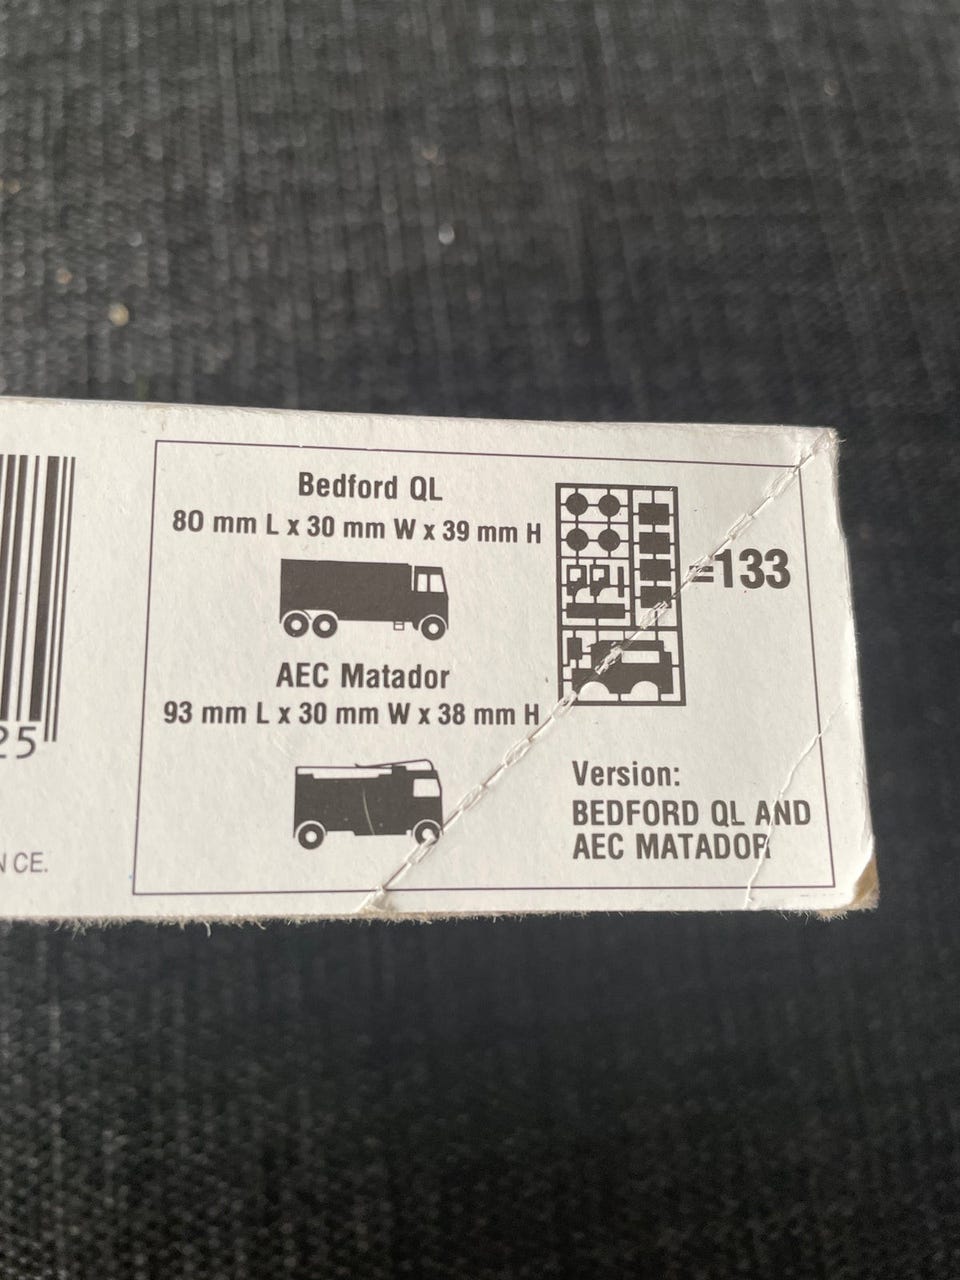 25
N CE.
Bedford QL
80 mm L x 30 mm W x 39 mm H
AEC Matador
93 mm L x 30 mm W x 38 mm H
=133
Version:
BEDFORD QL AND
AEC MATADOR